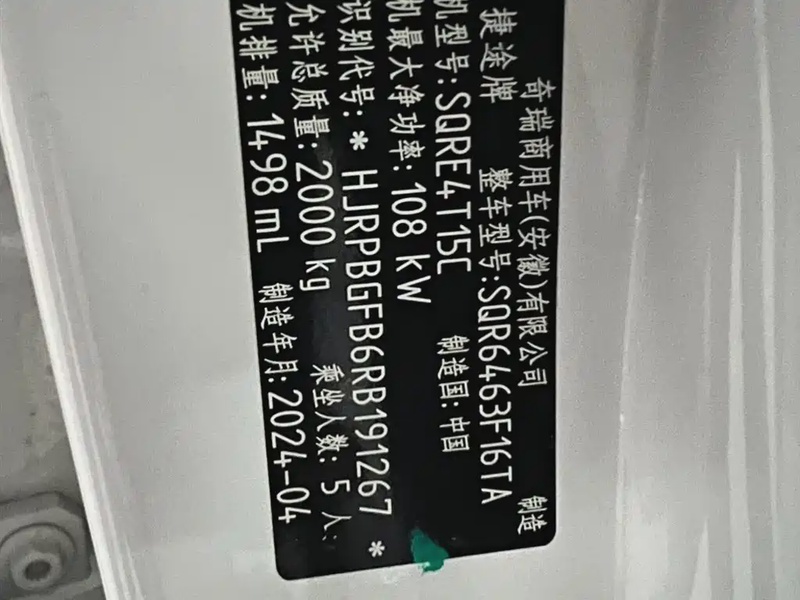 奇瑞商用车(安徽)有限公司 制造
捷途牌 整车型号:SQR6463F16TA
机型号:SQRE4T15C 制造国:中国
机最大净功率:108 kW
识别代号:＊HJRPBGFB6RB191267＊
允许总质量:2000 kg 乘坐人数:5 人
机排量:1498 mL 制造年月:2024-04